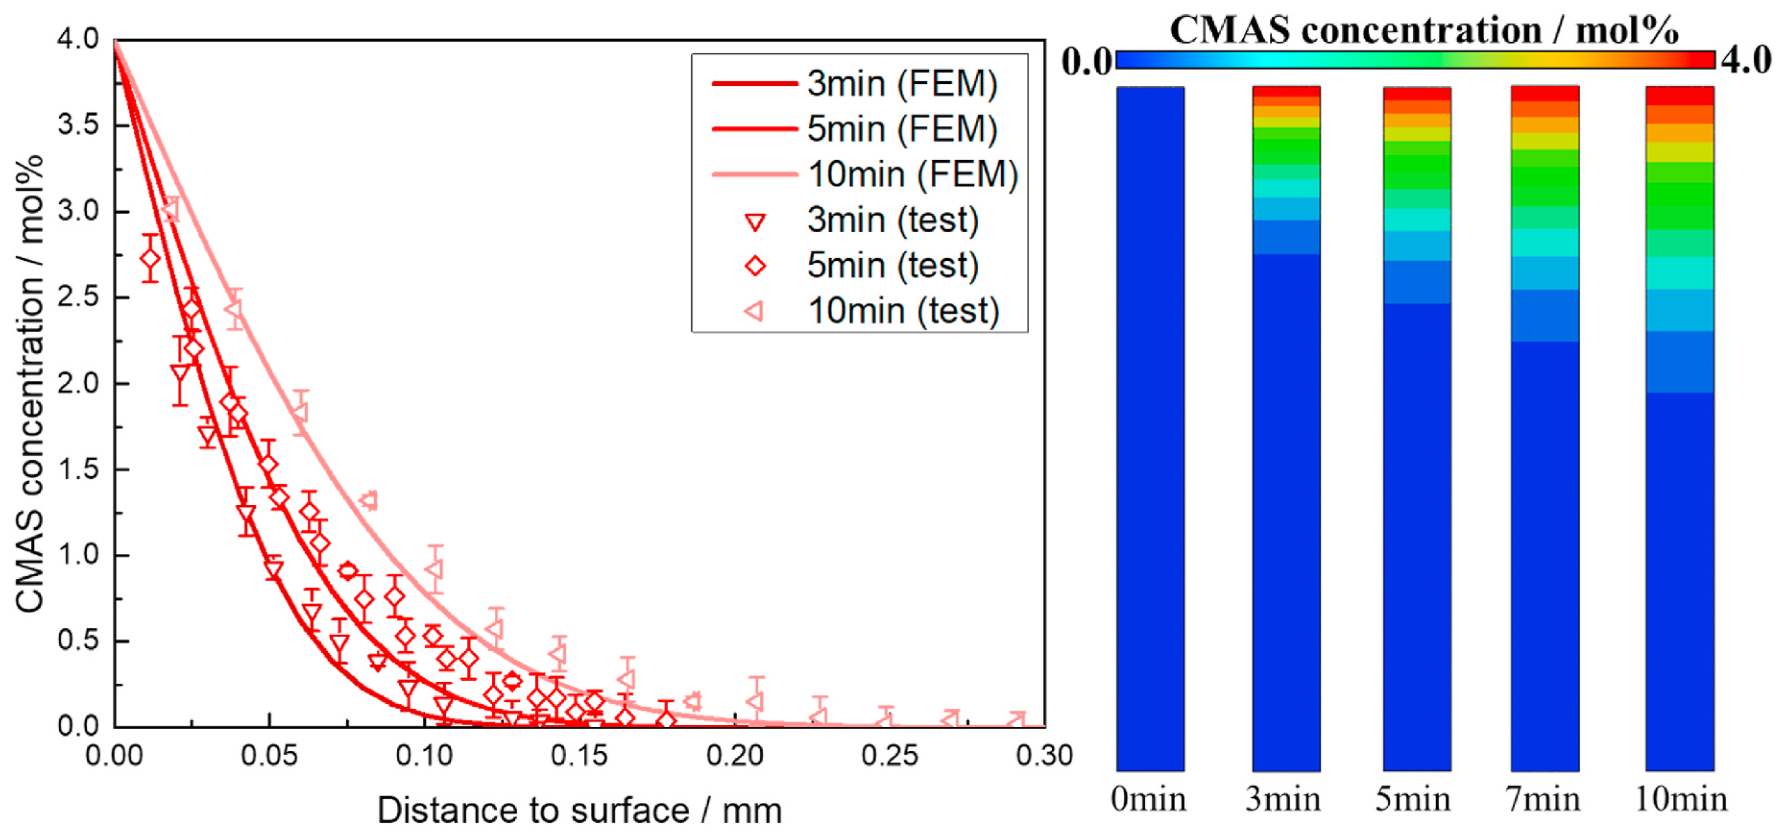 CMAS concentration / mol%
4.0
3.5
3.0
2.5
2.0
1.5
1.0
0.5
0.0
0.00 0.05 0.10 0.15 0.20 0.25 0.30
Distance to surface / mm
3min (FEM)
5min (FEM)
10min (FEM)
3min (test)
5min (test)
10min (test)
CMAS concentration / mol%
0.0 4.0
0min 3min 5min 7min 10min